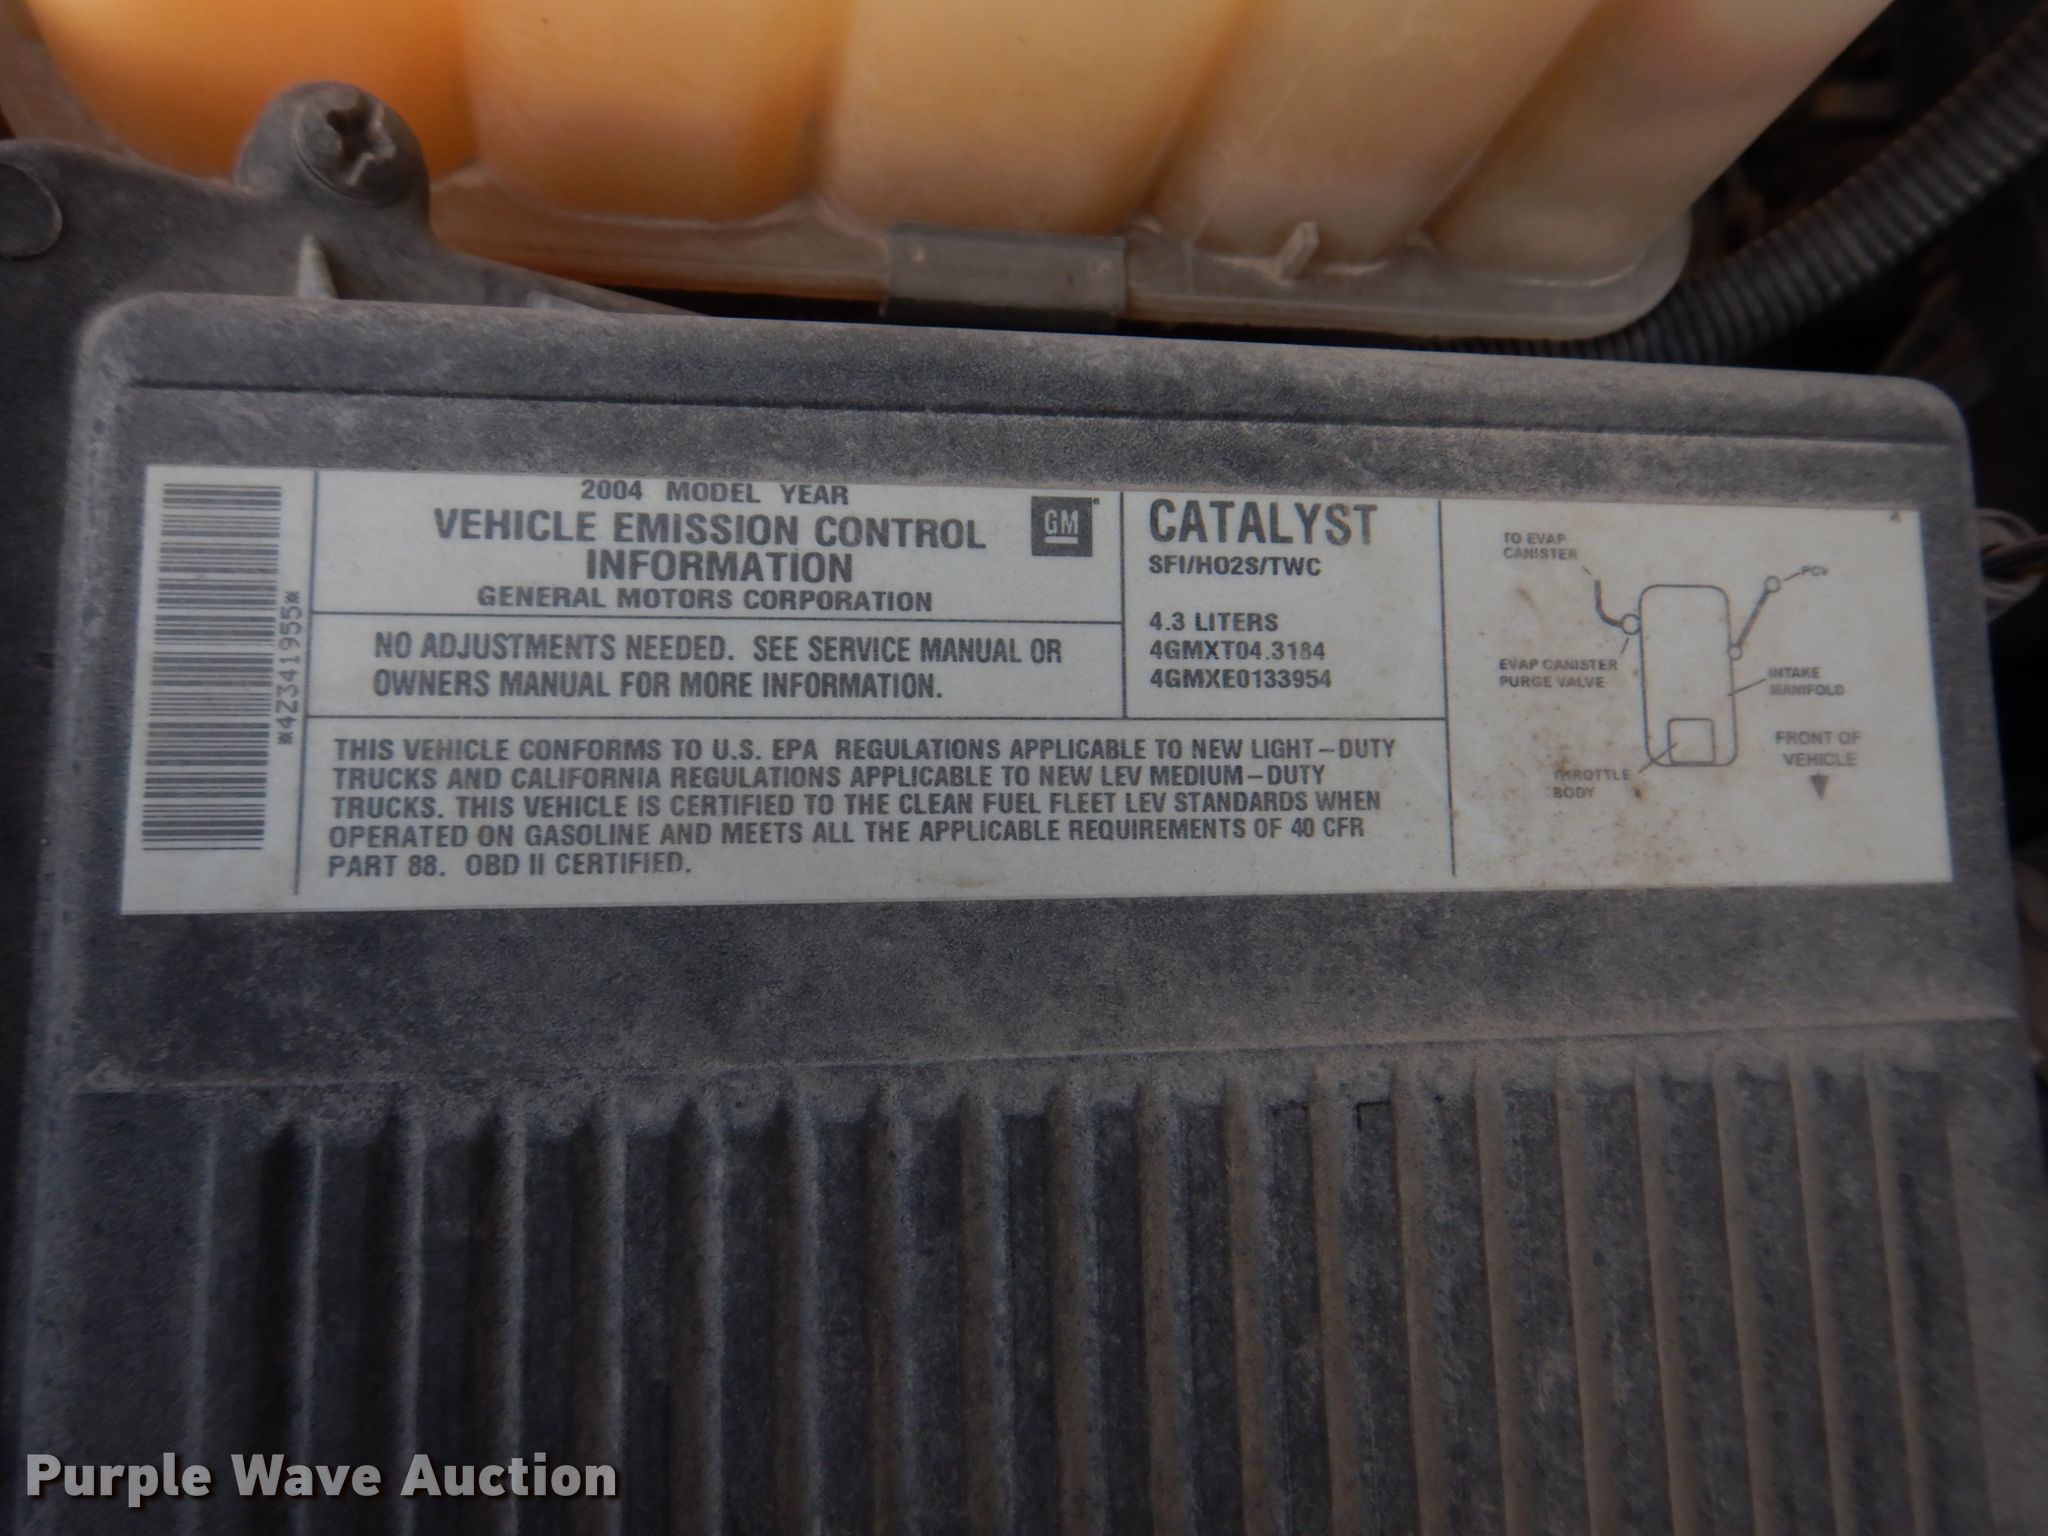 *4Z341955*
2004 MODEL YEAR
VEHICLE EMISSION CONTROL
INFORMATION
GENERAL MOTORS CORPORATION
GM
NO ADJUSTMENTS NEEDED. SEE SERVICE MANUAL OR
OWNERS MANUAL FOR MORE INFORMATION.
CATALYST
SFI/HO2S/TWC
4.3 LITERS
4GMXT04.3184
4GMXE0133954
THIS VEHICLE CONFORMS TO U.S. EPA REGULATIONS APPLICABLE TO NEW LIGHT-DUTY
TRUCKS AND CALIFORNIA REGULATIONS APPLICABLE TO NEW LEV MEDIUM-DUTY
TRUCKS. THIS VEHICLE IS CERTIFIED TO THE CLEAN FUEL FLEET LEV STANDARDS WHEN
OPERATED ON GASOLINE AND MEETS ALL THE APPLICABLE REQUIREMENTS OF 40 CFR
PART 88. OBD II CERTIFIED.
TO EVAP
CANISTER
PCV
EVAP CANISTER
PURGE VALVE
INTAKE
MANIFOLD
FRONT OF
VEHICLE
THROTTLE
BODY
Purple Wave Auction